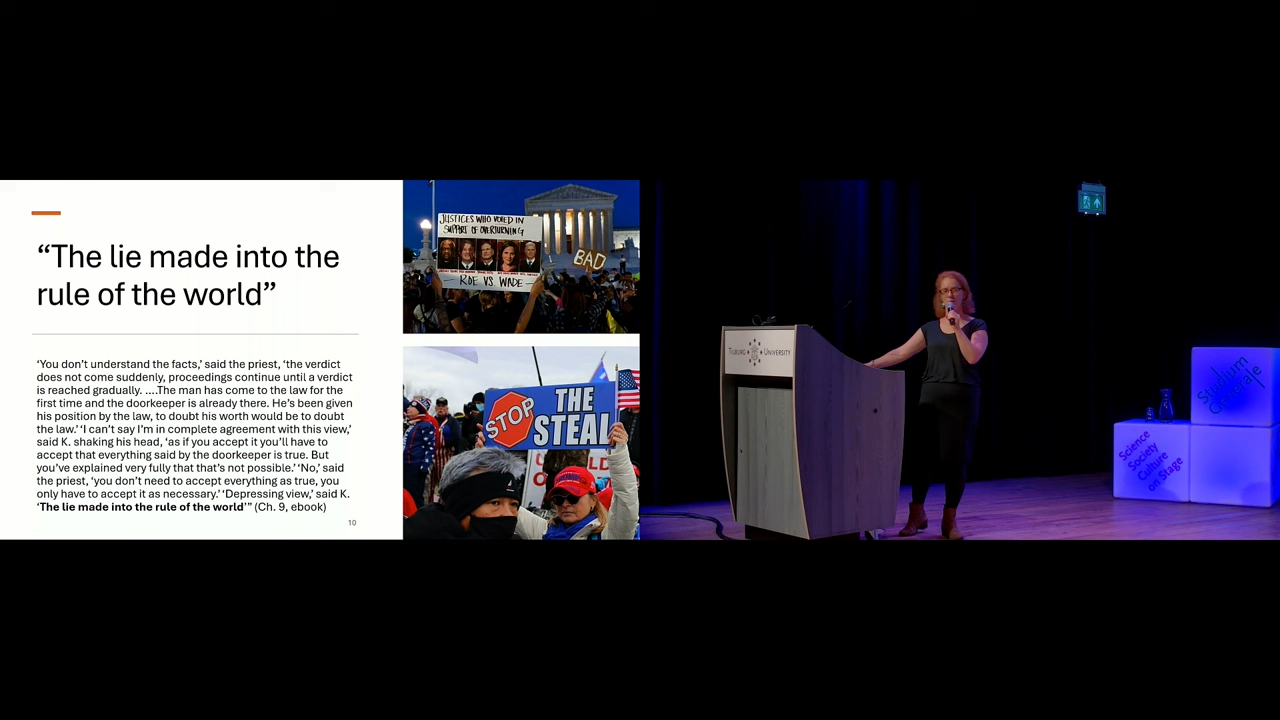 “The lie made into the
rule of the world”
‘You don’t understand the facts,’ said the priest, ‘the verdict
does not come suddenly, proceedings continue until a verdict
is reached gradually. ....The man has come to the law for the
first time and the doorkeeper is already there. He’s been given
his position by the law, to doubt his worth would be to doubt
the law.’ ‘I can’t say I’m in complete agreement with this view,’
said K. shaking his head, ‘as if you accept it you’ll have to
accept that everything said by the doorkeeper is true. But
you’ve explained very fully that that’s not possible.’ ‘No,’ said
the priest, ‘you don’t need to accept everything as true, you
only have to accept it as necessary.’ ‘Depressing view,’ said K.
‘The lie made into the rule of the world’” (Ch. 9, ebook)
10
JUSTICES WHO VOTED IN
SUPPORT OF OVERTURNING
ROE VS. WADE
BAD
STOP
THE
STEAL
TILBURG UNIVERSITY
Science
Society
Culture
on Stage
Studium
Generale